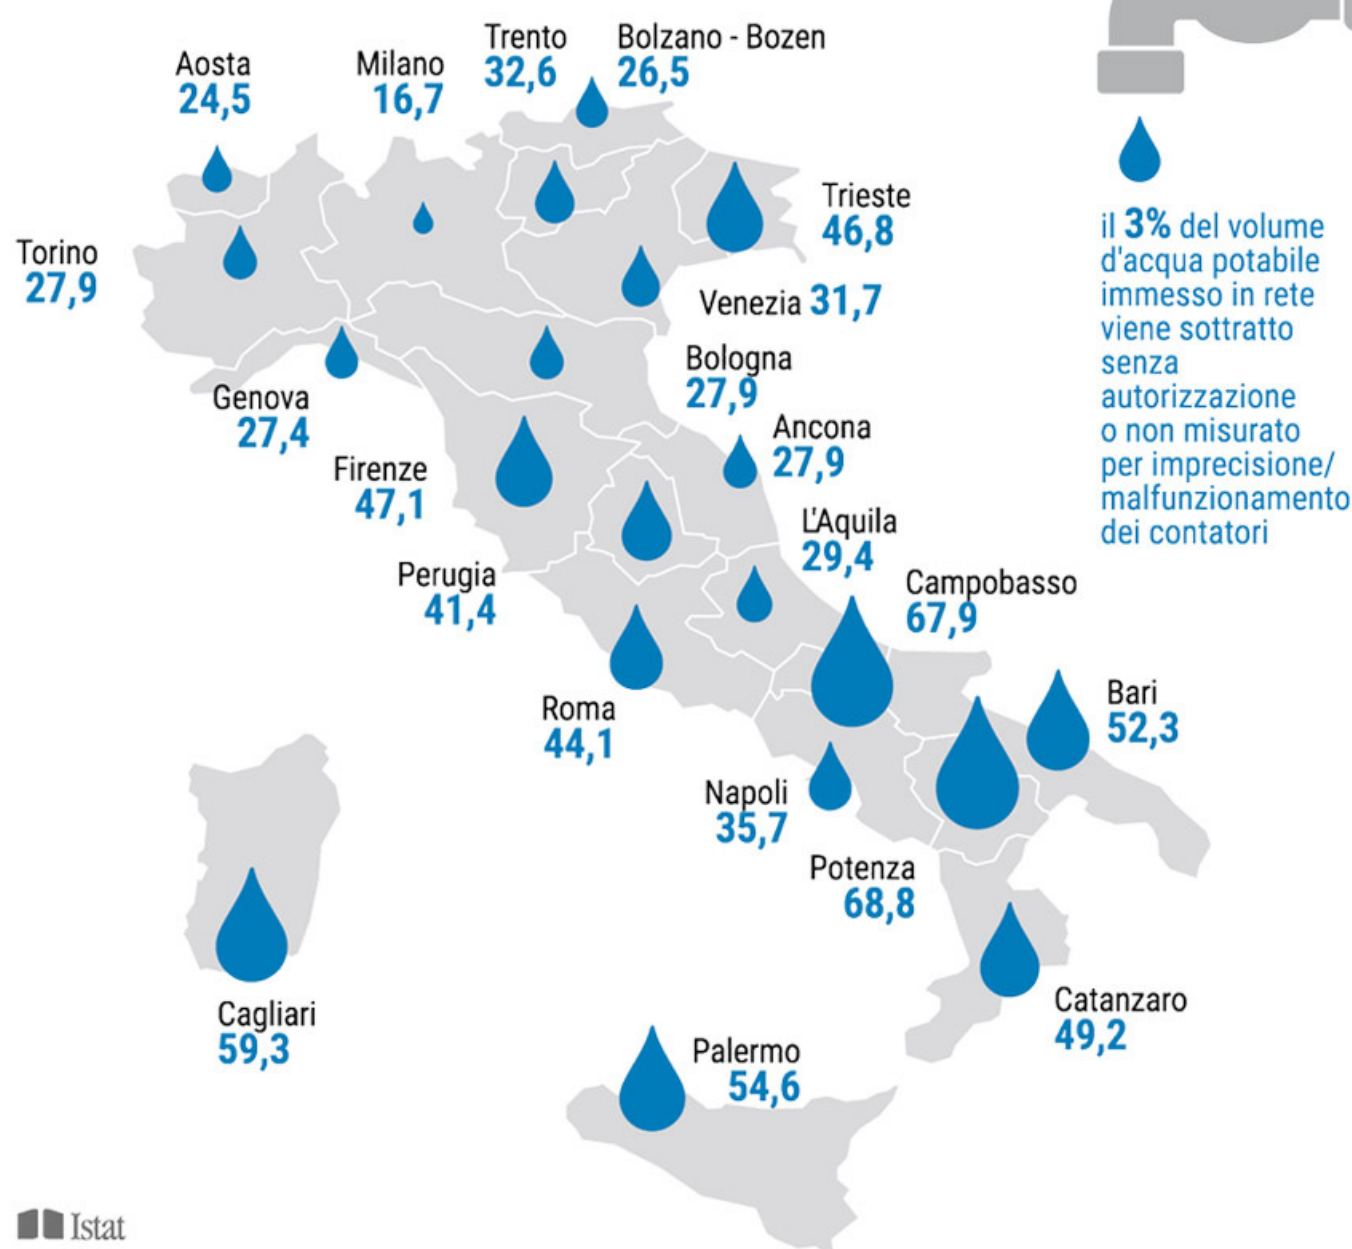 Aosta
24,5
Milano
16,7
Trento
32,6
Bolzano - Bozen
26,5
Trieste
46,8
Torino
27,9
Venezia 31,7
Bologna
27,9
Genova
27,4
Ancona
27,9
Firenze
47,1
L'Aquila
29,4
Perugia
41,4
Campobasso
67,9
Roma
44,1
Bari
52,3
Napoli
35,7
Potenza
68,8
Cagliari
59,3
Catanzaro
49,2
Palermo
54,6
il 3% del volume
d'acqua potabile
immesso in rete
viene sottratto
senza
autorizzazione
o non misurato
per imprecisione/
malfunzionamento
dei contatori
Istat